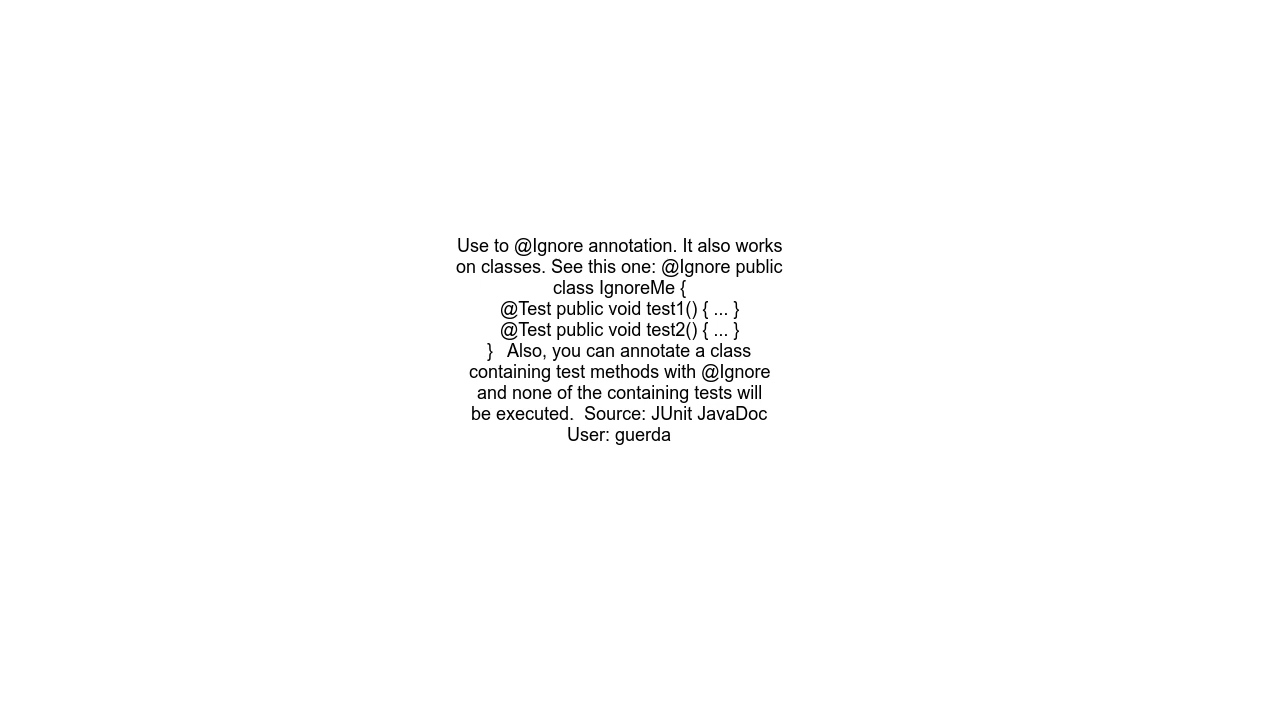 Use to @Ignore annotation. It also works
on classes. See this one: @Ignore public
class IgnoreMe {
@Test public void test1() { ... }
@Test public void test2() { ... }
}   Also, you can annotate a class
containing test methods with @Ignore
and none of the containing tests will
be executed.  Source: JUnit JavaDoc
User: guerda